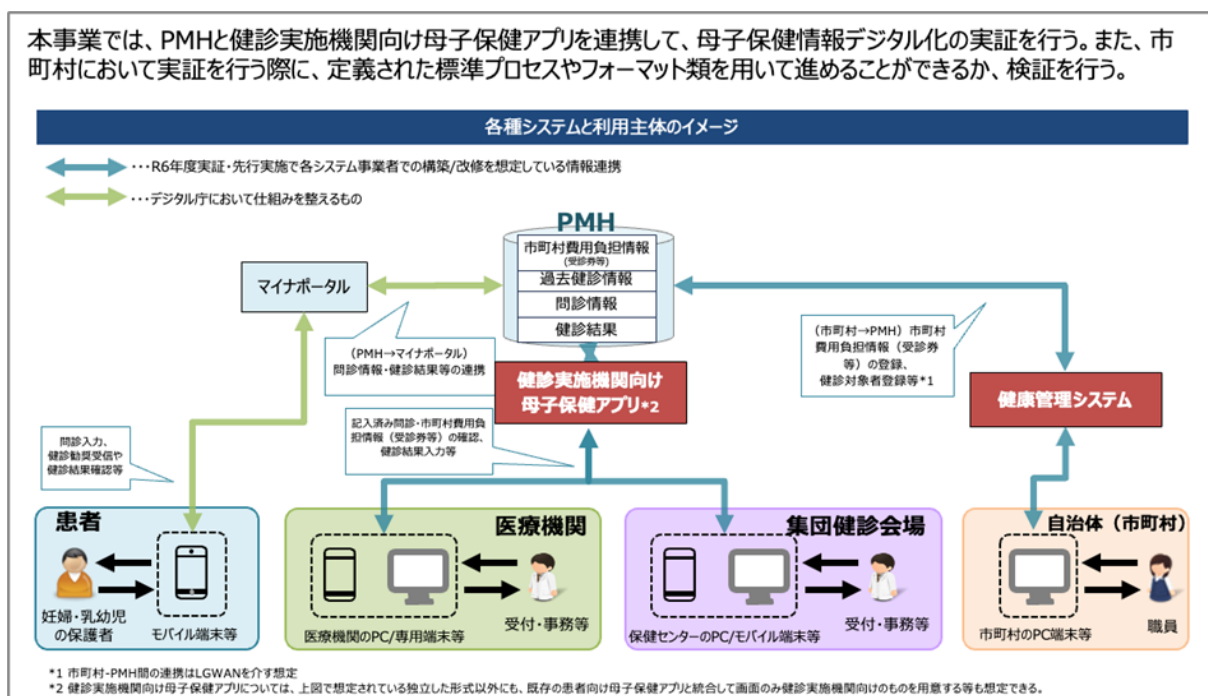 本事業では、PMHと健診実施機関向け母子保健アプリを連携して、母子保健情報デジタル化の実証を行う。また、市
町村において実証を行う際に、定義された標準プロセスやフォーマット類を用いて進めることができるか、検証を行う。
各種システムと利用主体のイメージ
・・・R6年度実証・先行実施で各システム事業者での構築/改修を想定している情報連携
・・・デジタル庁において仕組みを整えるもの
PMH
市町村費用負担情報
(受診券等)
過去健診情報
問診情報
健診結果
マイナポータル
(PMH→マイナポータル)
問診情報・健診結果等の連携
(市町村→PMH)市町村
費用負担情報(受診券
等)の登録、
健診対象者登録等*1
健診実施機関向け
母子保健アプリ*2
健康管理システム
記入済み問診・市町村費用負
担情報(受診券等)の確認、
健診結果入力等
問診入力、
健診勧奨受信や
健診結果確認等
患者
妊婦・乳幼児
の保護者
モバイル端末等
医療機関
医療機関のPC/専用端末等
受付・事務等
集団健診会場
保健センターのPC/モバイル端末等
受付・事務等
自治体(市町村)
市町村のPC端末等
職員
*1 市町村-PMH間の連携はLGWANを介す想定
*2 健診実施機関向け母子保健アプリについては、上図で想定されている独立した形式以外にも、既存の患者向け母子保健アプリと統合して画面のみ健診実施機関向けのものを用意する等も想定できる。